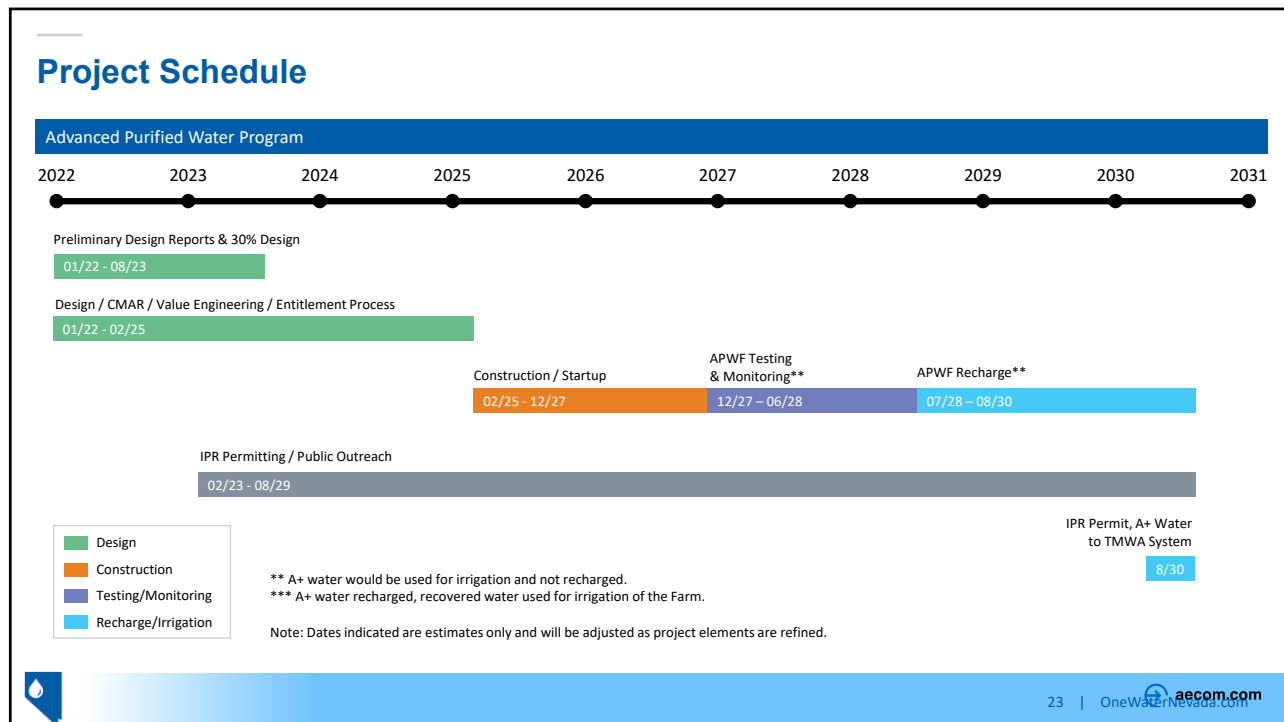 Project Schedule
Advanced Purified Water Program
2022 2023 2024 2025 2026 2027 2028 2029 2030 2031
Preliminary Design Reports & 30% Design
01/22 - 08/23
Design / CMAR / Value Engineering / Entitlement Process
01/22 - 02/25
Construction / Startup
02/25 - 12/27
APWF Testing
& Monitoring**
12/27 – 06/28
APWF Recharge**
07/28 – 08/30
IPR Permitting / Public Outreach
02/23 - 08/29
IPR Permit, A+ Water
to TMWA System
8/30
Design
Construction
Testing/Monitoring
Recharge/Irrigation
** A+ water would be used for irrigation and not recharged.
*** A+ water recharged, recovered water used for irrigation of the Farm.
Note: Dates indicated are estimates only and will be adjusted as project elements are refined.
23 | OneWaterNevada.com
aecom.com